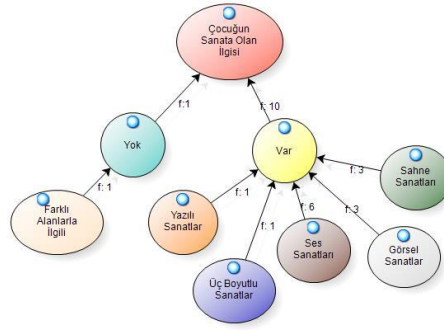 Çocuğun
Sanata Olan
İlgisi
f:1
f: 10
Yok
Var
f: 1
f: 3
Sahne
Sanatları
Farklı
Alanlarla
İlgili
Yazılı
Sanatlar
f: 1
f: 1
f: 6
f: 3
Ses
Sanatları
Görsel
Sanatlar
Üç Boyutlu
Sanatlar